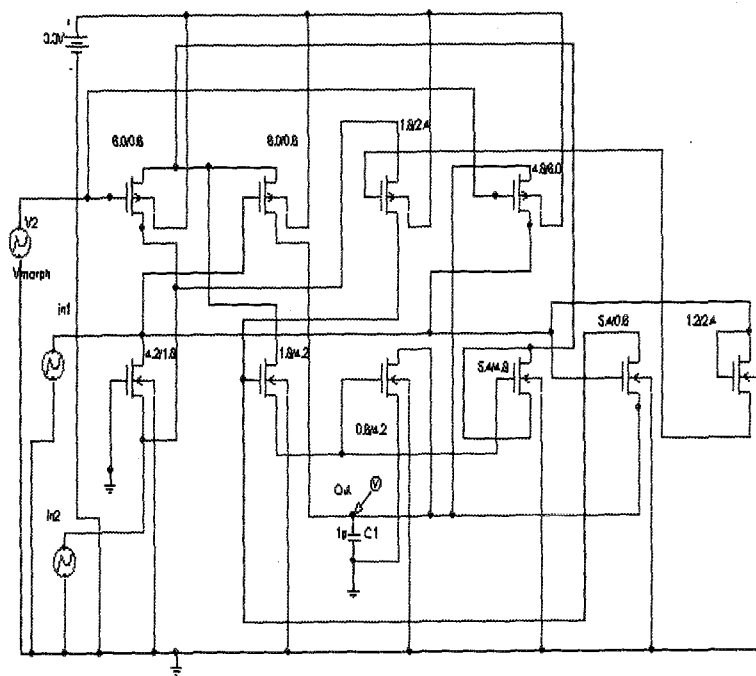 3.3V
6.0/0.6
6.0/0.6
1.8/2.4
4.8/6.0
V2
Vmorph
in1
4.2/1.8
1.8/4.2
5.4/4.8
5.4/0.6
1.2/2.4
0.6/4.2
Out
V
1p C1
In2